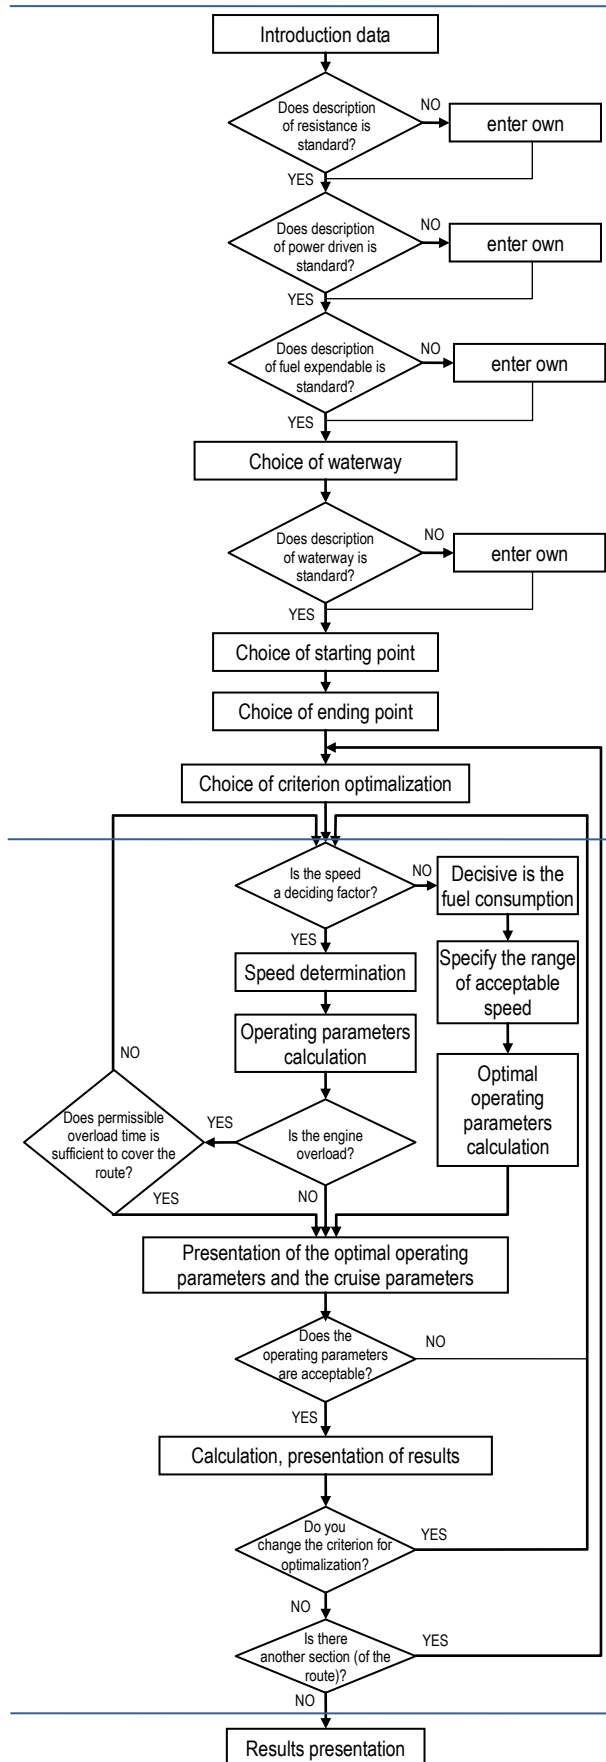 Introduction data
Does description
of resistance is
standard?
NO
enter own
YES
Does description
of power driven is
standard?
NO
enter own
YES
Does description
of fuel expendable is
standard?
NO
enter own
YES
Choice of waterway
Does description
of waterway is
standard?
NO
enter own
YES
Choice of starting point
Choice of ending point
Choice of criterion optimalization
Is the speed
a deciding factor?
NO
Decisive is the
fuel consumption
YES
Speed determination
Specify the range
of acceptable
speed
Operating parameters
calculation
NO
Optimal
operating
parameters
calculation
Does permissible
overload time is
sufficient to cover the
route?
YES
Is the engine
overload?
YES
NO
Presentation of the optimal operating
parameters and the cruise parameters
Does the
operating parameters
are acceptable?
NO
YES
Calculation, presentation of results
Do you
change the criterion for
optimalization?
YES
NO
Is there
another section (of the
route)?
YES
NO
Results presentation